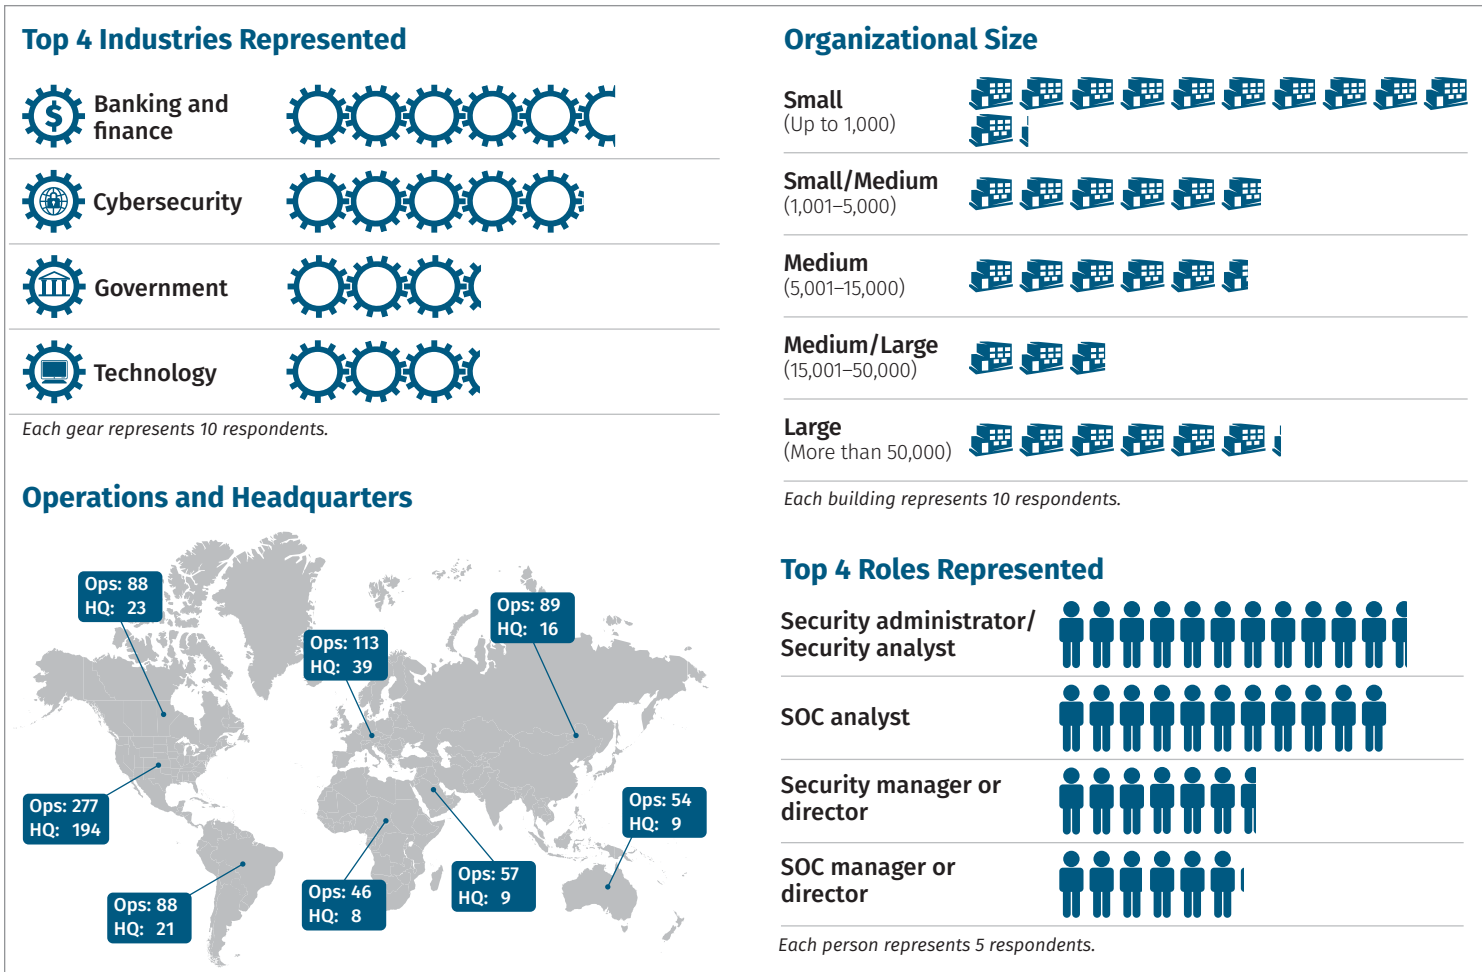 Top 4 Industries Represented
$
Banking and
finance
Cybersecurity
Government
Technology
Each gear represents 10 respondents.
Operations and Headquarters
Ops: 88
HQ: 23
Ops: 113
HQ: 39
Ops: 89
HQ: 16
Ops: 277
HQ: 194
Ops: 54
HQ: 9
Ops: 88
HQ: 21
Ops: 46
HQ: 8
Ops: 57
HQ: 9
Organizational Size
Small
(Up to 1,000)
Small/Medium
(1,001–5,000)
Medium
(5,001–15,000)
Medium/Large
(15,001–50,000)
Large
(More than 50,000)
Each building represents 10 respondents.
Top 4 Roles Represented
Security administrator/
Security analyst
SOC analyst
Security manager or
director
SOC manager or
director
Each person represents 5 respondents.